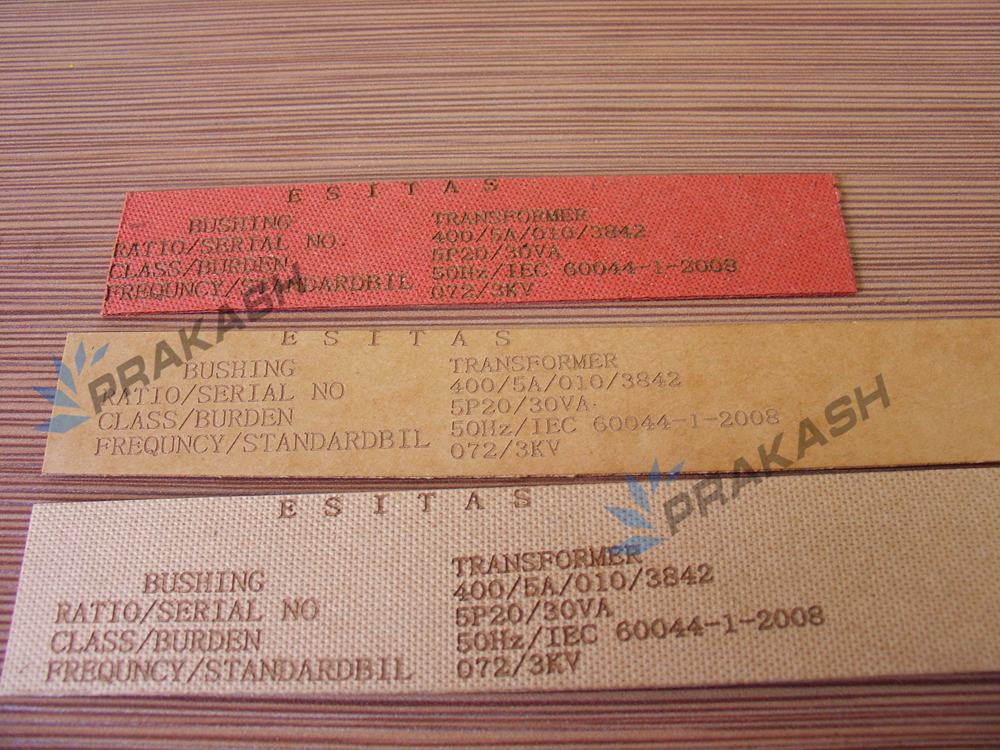 E S I T A S
BUSHING TRANSFORMER
RATIO/SERIAL NO 400/5A/010/3842
CLASS/BURDEN 5P20/30VA
FREQUNCY/STANDARDBIL 50Hz/IEC 60044-1-2008
072/3KV
E S I T A S
BUSHING TRANSFORMER
RATIO/SERIAL NO 400/5A/010/3842
CLASS/BURDEN 5P20/30VA
FREQUNCY/STANDARDBIL 50Hz/IEC 60044-1-2008
072/3KV
E S I T A S
BUSHING TRANSFORMER
RATIO/SERIAL NO 400/5A/010/3842
CLASS/BURDEN 5P20/30VA
FREQUNCY/STANDARDBIL 50Hz/IEC 60044-1-2008
072/3KV
PRAKASH
PRAKASH